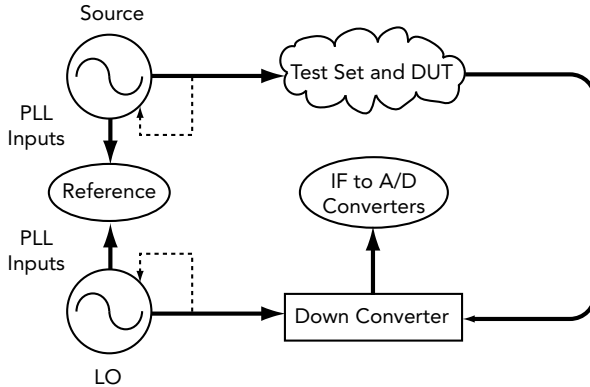 Source
Test Set and DUT
PLL
Inputs
Reference
IF to A/D
Converters
PLL
Inputs
Down Converter
LO